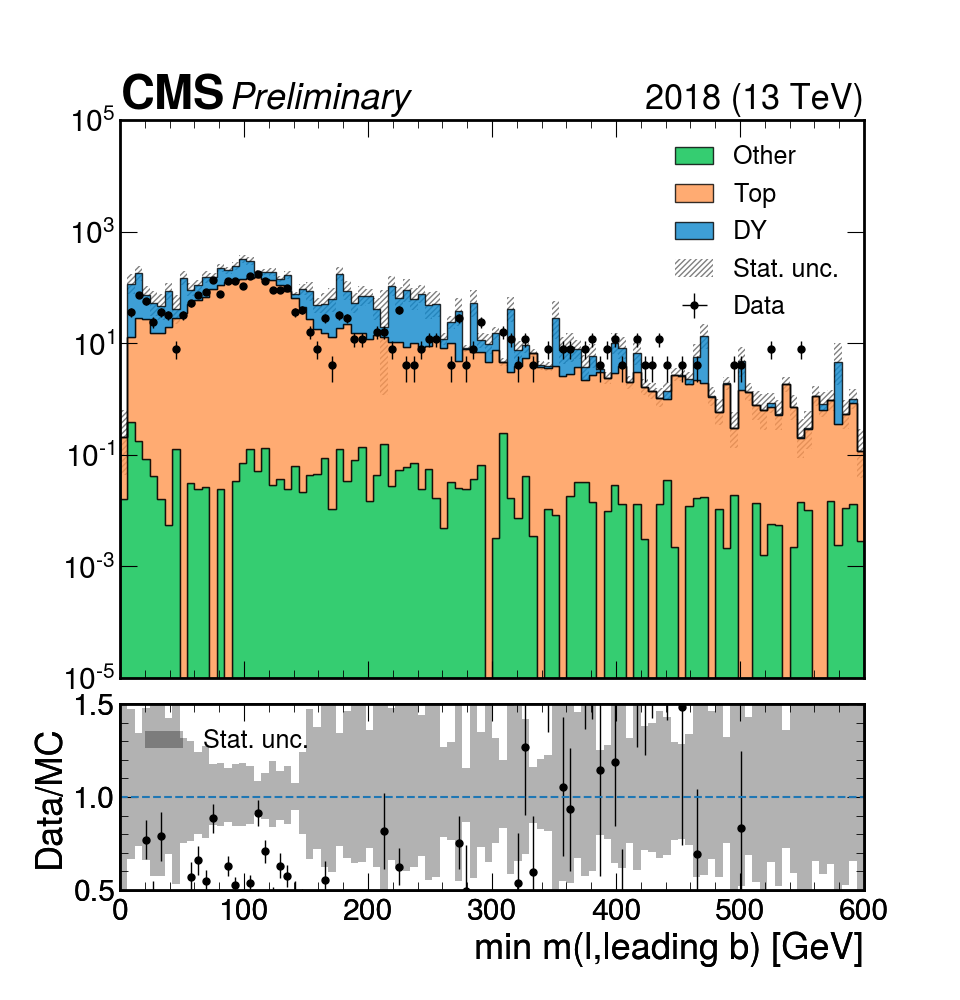 CMS Preliminary 2018 (13 TeV)
10^5
Other
Top
10^3
DY
Stat. unc.
Data
10^1
10^-1
10^-3
10^-5
1.5
Stat. unc.
1.0
Data/MC
0.5
0 100 200 300 400 500 600
min m(l,leading b) [GeV]